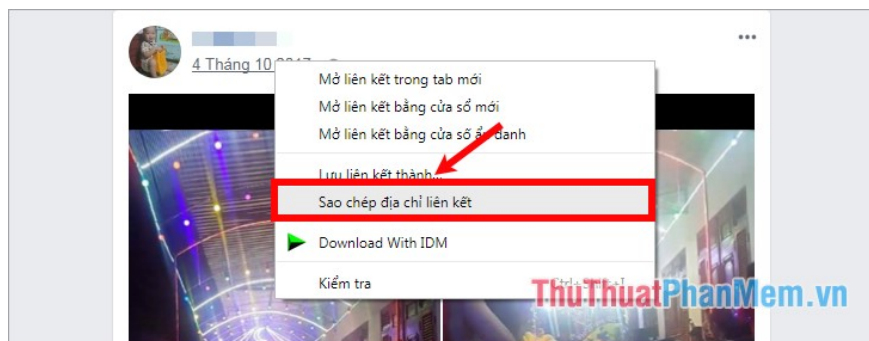 4 Tháng 10
Mở liên kết trong tab mới
Mở liên kết bằng cửa sổ mới
Mở liên kết bằng cửa sổ ẩn danh
Lưu liên kết thành...
Sao chép địa chỉ liên kết
Download With IDM
Kiểm tra
ThuThuatPhanMem.vn